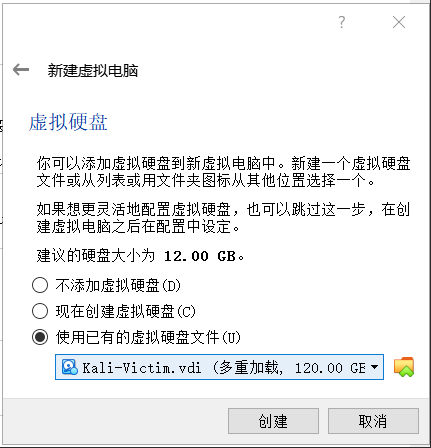 ?
新建虚拟电脑
虚拟硬盘
你可以添加虚拟硬盘到新虚拟电脑中。新建一个虚拟硬盘
文件或从列表或用文件夹图标从其他位置选择一个。
如果想更灵活地配置虚拟硬盘，也可以跳过这一步，在创
建虚拟电脑之后在配置中设定。
建议的硬盘大小为 12.00 GB。
不添加虚拟硬盘(D)
现在创建虚拟硬盘(C)
使用已有的虚拟硬盘文件(U)
Kali-Victim.vdi (多重加载, 120.00 GB
创建
取消